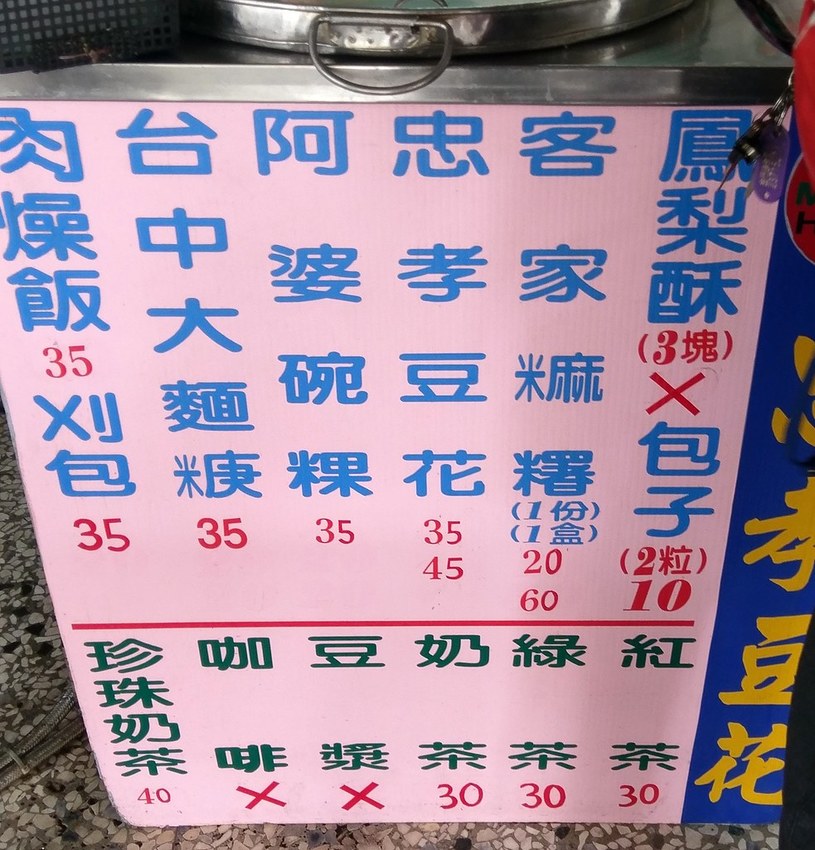 鳳梨酥
(3塊)
×
包子
(2粒)
10
客家𥻵糬
(1份)
(1盒)
20
60
忠孝豆花
35
45
阿婆碗粿
35
台中大麵米庚
35
肉燥飯
35
刈包
35
紅茶
30
綠茶
30
奶茶
30
豆漿
×
咖啡
×
珍珠奶茶
40
孝豆花